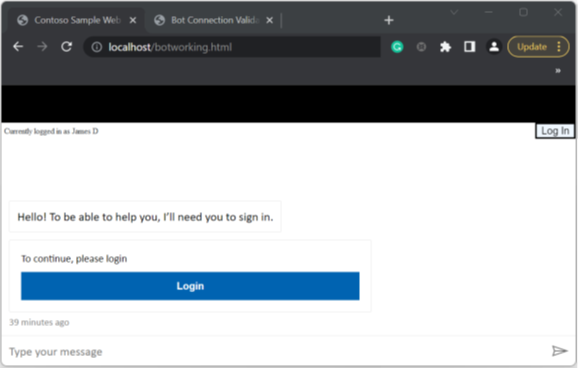 Contoso Sample Web
Bot Connection Valida
localhost/botworking.html
Update
Currently logged in as James D
Log In
Hello! To be able to help you, I'll need you to sign in.
To continue, please login
Login
39 minutes ago
Type your message